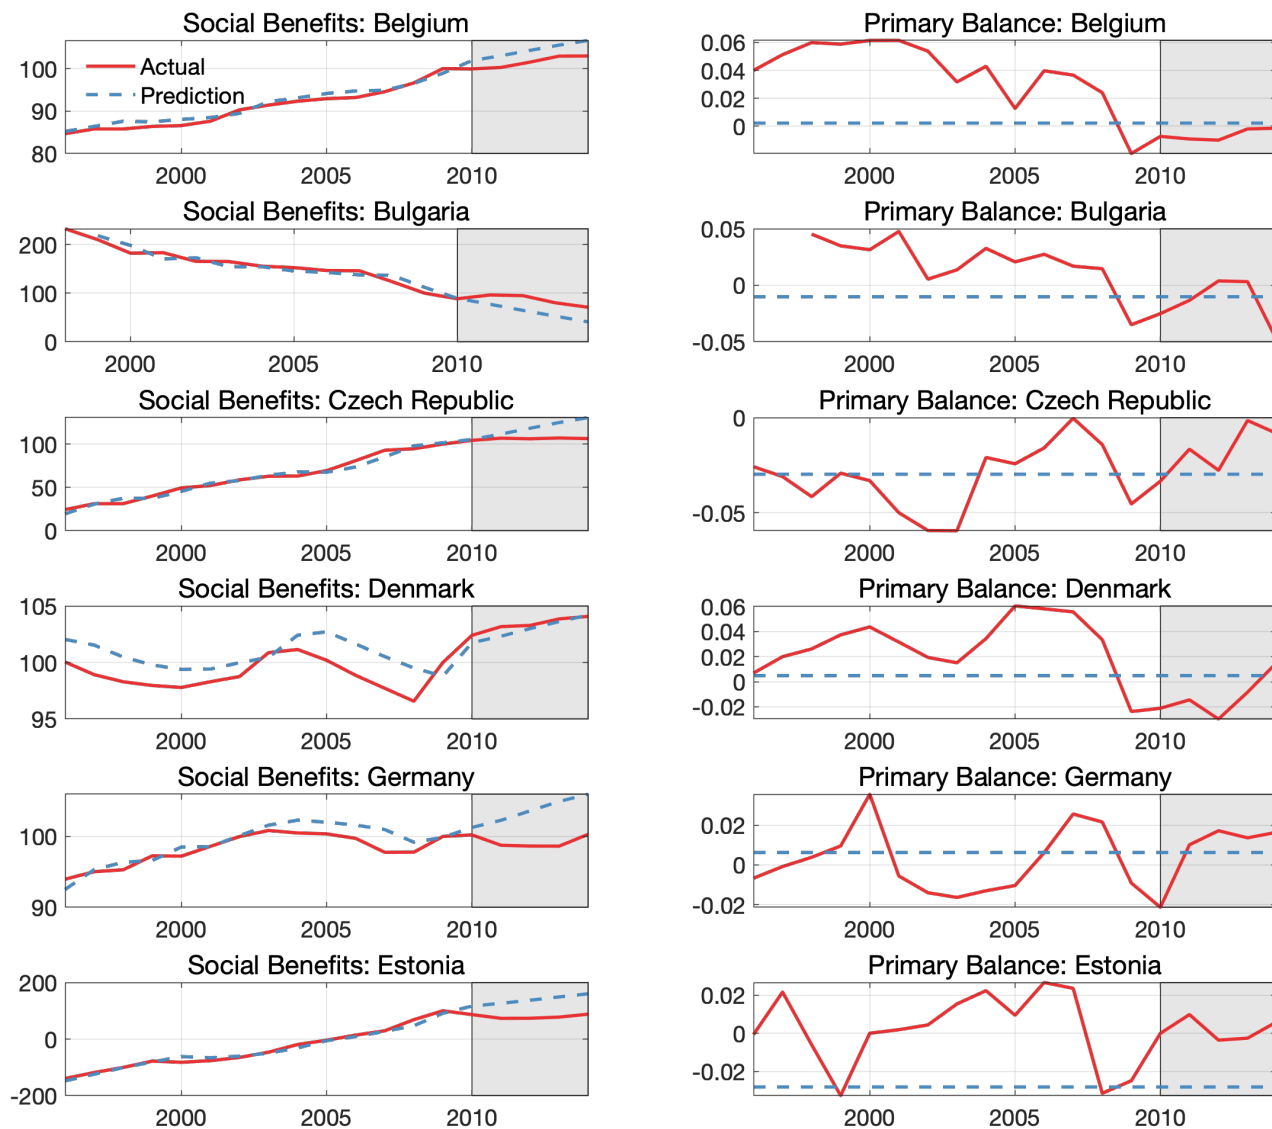 Social Benefits: Belgium
100
90
80
Actual
Prediction
2000 2005 2010
Primary Balance: Belgium
0.06
0.04
0.02
0
2000 2005 2010
Social Benefits: Bulgaria
200
100
0
2000 2005 2010
Primary Balance: Bulgaria
0.05
0
-0.05
2000 2005 2010
Social Benefits: Czech Republic
100
50
0
2000 2005 2010
Primary Balance: Czech Republic
0
-0.05
2000 2005 2010
Social Benefits: Denmark
105
100
95
2000 2005 2010
Primary Balance: Denmark
0.06
0.04
0.02
0
-0.02
2000 2005 2010
Social Benefits: Germany
100
90
2000 2005 2010
Primary Balance: Germany
0.02
0
-0.02
2000 2005 2010
Social Benefits: Estonia
200
0
-200
2000 2005 2010
Primary Balance: Estonia
0.02
0
-0.02
2000 2005 2010